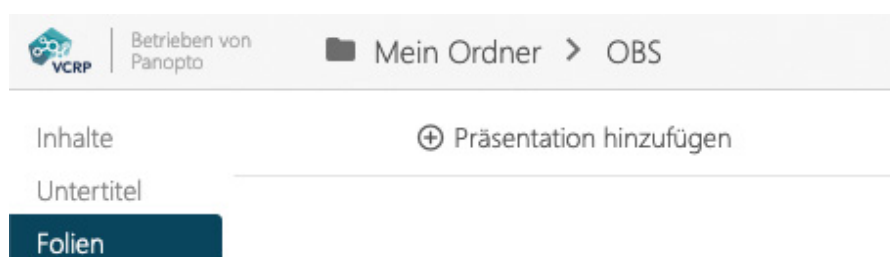 VCRP
Betrieben von
Panopto
Mein Ordner > OBS
Inhalte
Präsentation hinzufügen
Untertitel
Folien